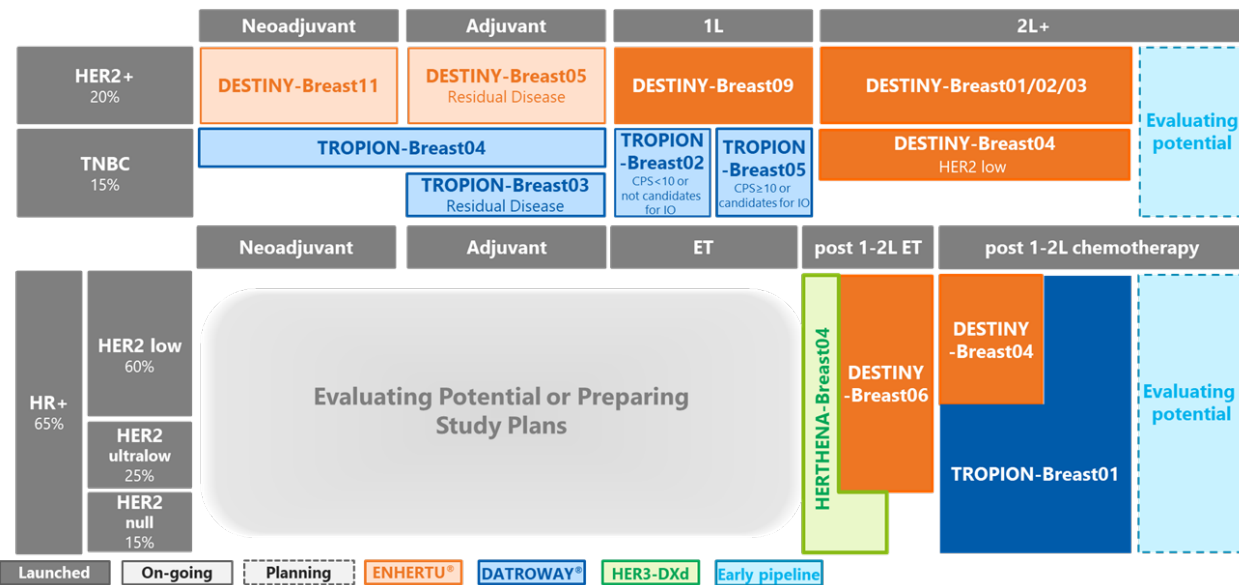 Neoadjuvant
Adjuvant
1L
2L+
HER2+
20%
DESTINY-Breast11
DESTINY-Breast05
Residual Disease
DESTINY-Breast09
DESTINY-Breast01/02/03
Evaluating
potential
TNBC
15%
TROPION-Breast04
TROPION-Breast03
Residual Disease
TROPION
-Breast02
CPS<10 or
not candidates
for IO
TROPION
-Breast05
CPS≥10 or
candidates for IO
DESTINY-Breast04
HER2 low
Neoadjuvant
Adjuvant
ET
post 1-2L ET
post 1-2L chemotherapy
HR+
65%
HER2 low
60%
HER2
ultralow
25%
HER2
null
15%
Evaluating Potential or Preparing
Study Plans
HERTHENA-Breast04
DESTINY
-Breast06
DESTINY
-Breast04
TROPION-Breast01
Evaluating
potential
Launched
On-going
Planning
ENHERTU®
DATROWAY®
HER3-DXd
Early pipeline